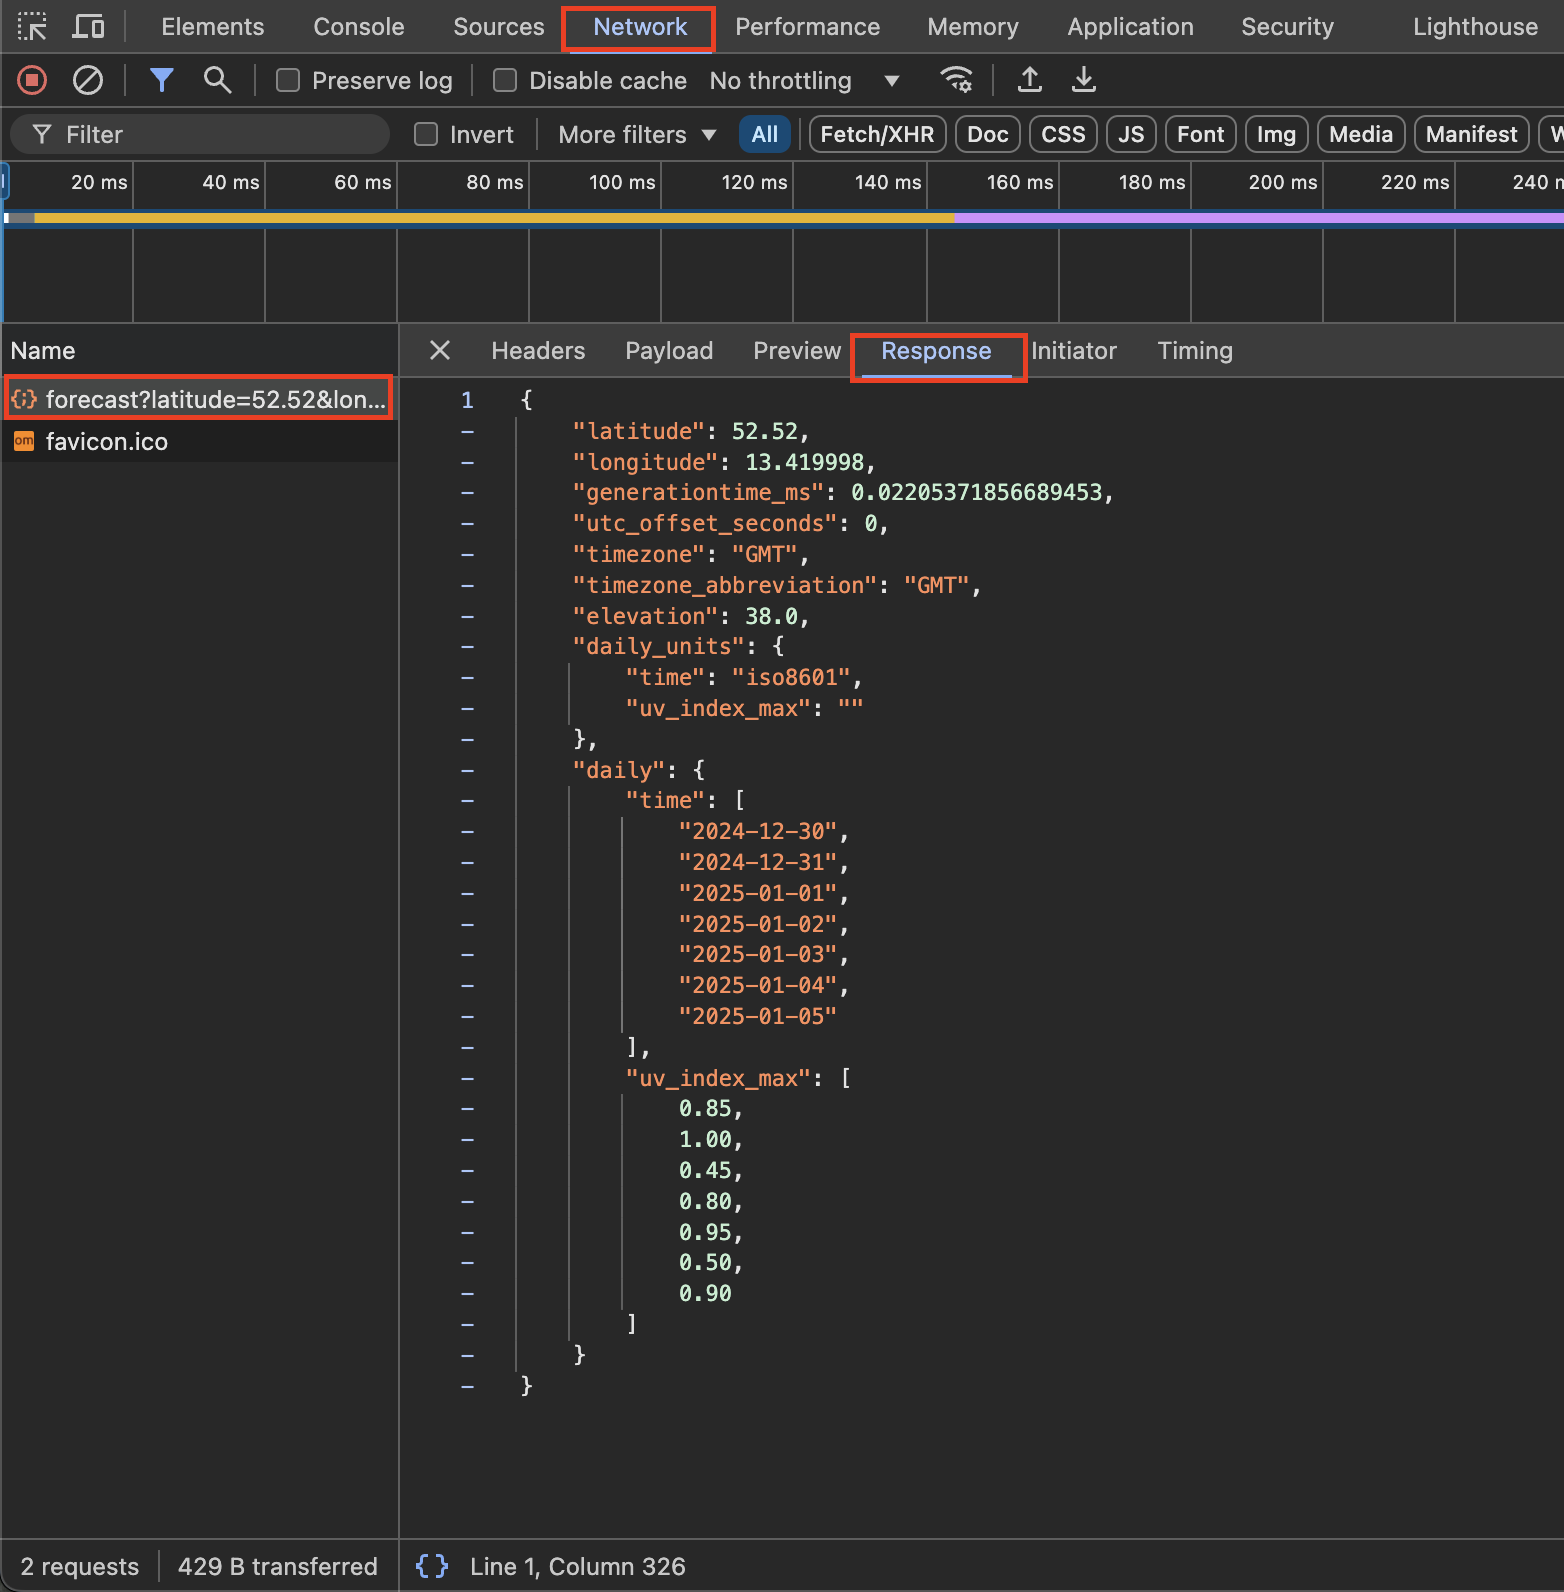 Elements Console Sources Network Performance Memory Application Security Lighthouse
Preserve log Disable cache No throttling
Filter Invert More filters All Fetch/XHR Doc CSS JS Font Img Media Manifest
20 ms 40 ms 60 ms 80 ms 100 ms 120 ms 140 ms 160 ms 180 ms 200 ms 220 ms 240
Name
forecast?latitude=52.52&lon...
om favicon.ico
Headers Payload Preview Response Initiator Timing
1 {
- "latitude": 52.52,
- "longitude": 13.419998,
- "generationtime_ms": 0.02205371856689453,
- "utc_offset_seconds": 0,
- "timezone": "GMT",
- "timezone_abbreviation": "GMT",
- "elevation": 38.0,
- "daily_units": {
- "time": "iso8601",
- "uv_index_max": ""
- },
- "daily": {
- "time": [
- "2024-12-30",
- "2024-12-31",
- "2025-01-01",
- "2025-01-02",
- "2025-01-03",
- "2025-01-04",
- "2025-01-05"
- ],
- "uv_index_max": [
- 0.85,
- 1.00,
- 0.45,
- 0.80,
- 0.95,
- 0.50,
- 0.90
- ]
- }
- }
2 requests 429 B transferred
{} Line 1, Column 326